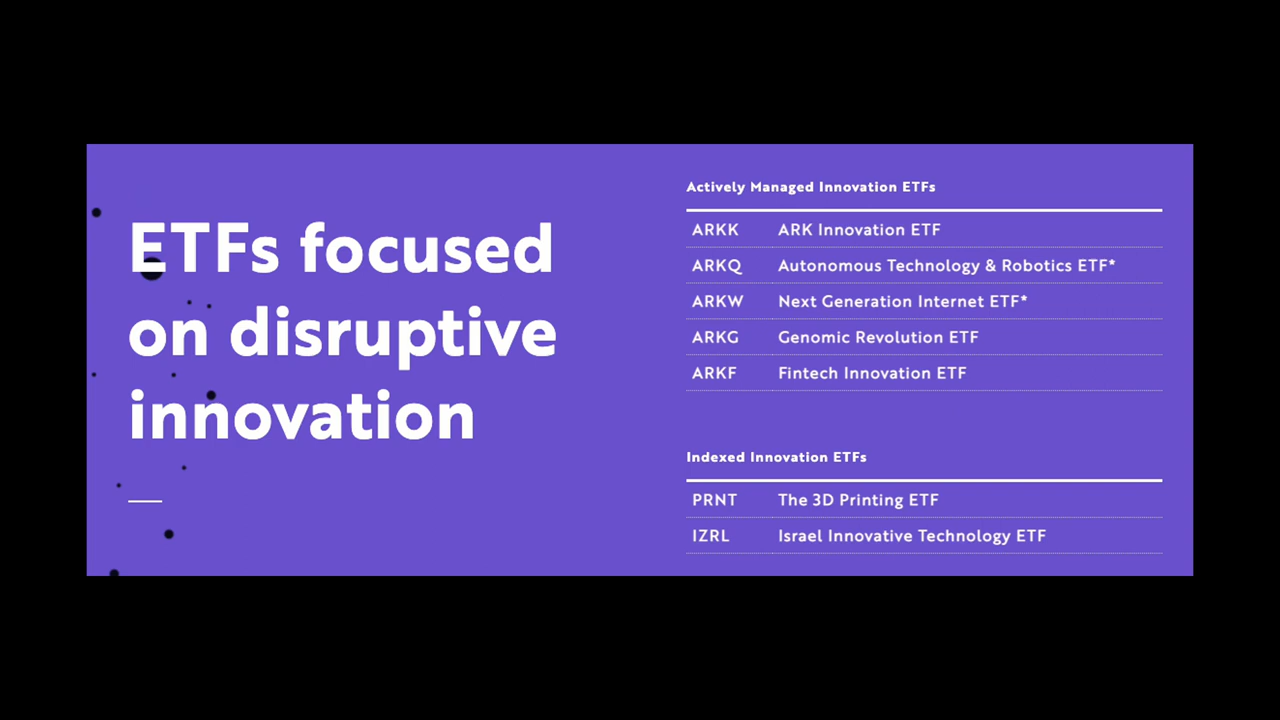 ETFs focused
on disruptive
innovation
Actively Managed Innovation ETFs
ARKK ARK Innovation ETF
ARKQ Autonomous Technology & Robotics ETF*
ARKW Next Generation Internet ETF*
ARKG Genomic Revolution ETF
ARKF Fintech Innovation ETF
Indexed Innovation ETFs
PRNT The 3D Printing ETF
IZRL Israel Innovative Technology ETF